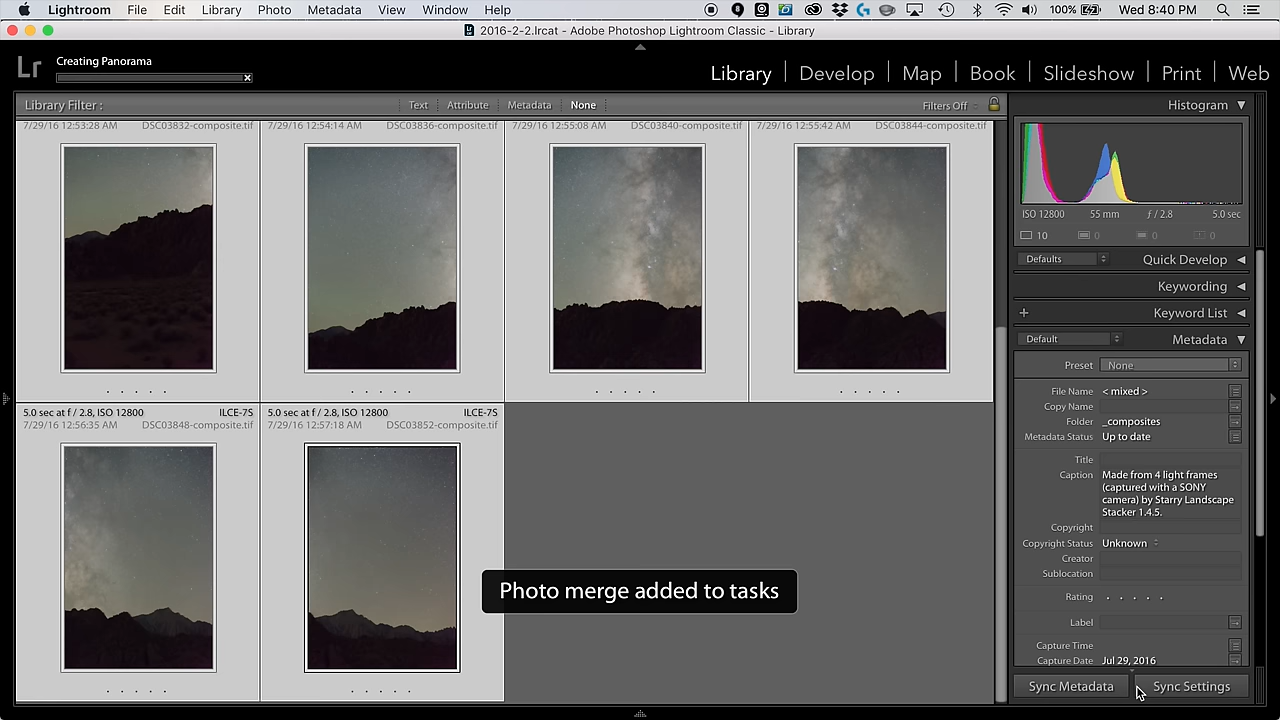 Lightroom File Edit Library Photo Metadata View Window Help 100% Wed 8:40 PM
2016-2-2.lrcat - Adobe Photoshop Lightroom Classic - Library
Lr Creating Panorama
Library Develop Map Book Slideshow Print Web
Library Filter : Text Attribute Metadata None Filters Off
7/29/16 12:53:28 AM DSC03832-composite.tif 7/29/16 12:54:14 AM DSC03836-composite.tif 7/29/16 12:55:08 AM DSC03840-composite.tif 7/29/16 12:55:42 AM DSC03844-composite.tif
5.0 sec at f / 2.8, ISO 12800 ILCE-7S 5.0 sec at f / 2.8, ISO 12800 ILCE-7S
7/29/16 12:56:35 AM DSC03848-composite.tif 7/29/16 12:57:18 AM DSC03852-composite.tif
Photo merge added to tasks
Histogram
ISO 12800 55 mm ƒ / 2.8 5.0 sec
10 0 0 0
Defaults Quick Develop
Keywording
+ Keyword List
Default Metadata
Preset None
File Name < mixed >
Copy Name
Folder _composites
Metadata Status Up to date
Title
Caption Made from 4 light frames
(captured with a SONY
camera) by Starry Landscape
Stacker 1.4.5.
Copyright
Copyright Status Unknown
Creator
Sublocation
Rating
Label
Capture Time
Capture Date Jul 29, 2016
Sync Metadata Sync Settings